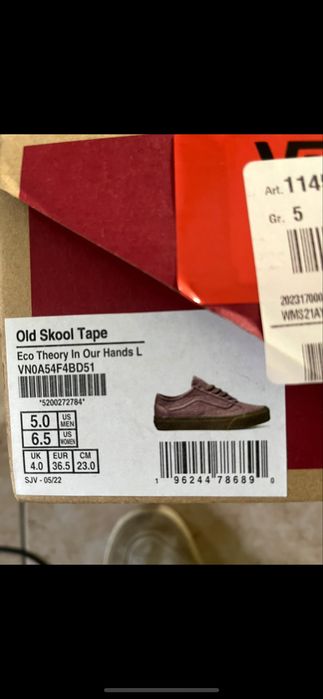 Art. 114
Gr. 5
202317000
WMS21A
Old Skool Tape
Eco Theory In Our Hands L
VN0A54F4BD51
*5200272784*
5.0 US MEN
6.5 US WOMEN
UK EUR CM
4.0 36.5 23.0
SJV - 05/22
1 96244 78689 0